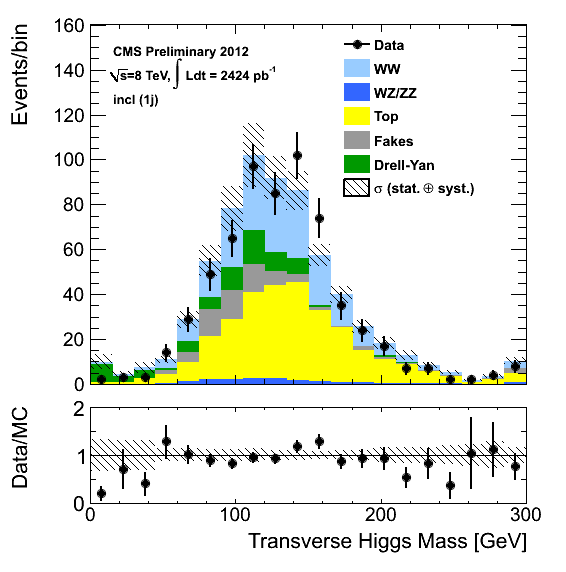 Events/bin
160
140
120
100
80
60
40
20
0
CMS Preliminary 2012
√s=8 TeV, ∫ Ldt = 2424 pb⁻¹
incl (1j)
Data
WW
WZ/ZZ
Top
Fakes
Drell-Yan
σ (stat. ⊕ syst.)
Data/MC
2
1
0
0 100 200 300
Transverse Higgs Mass [GeV]